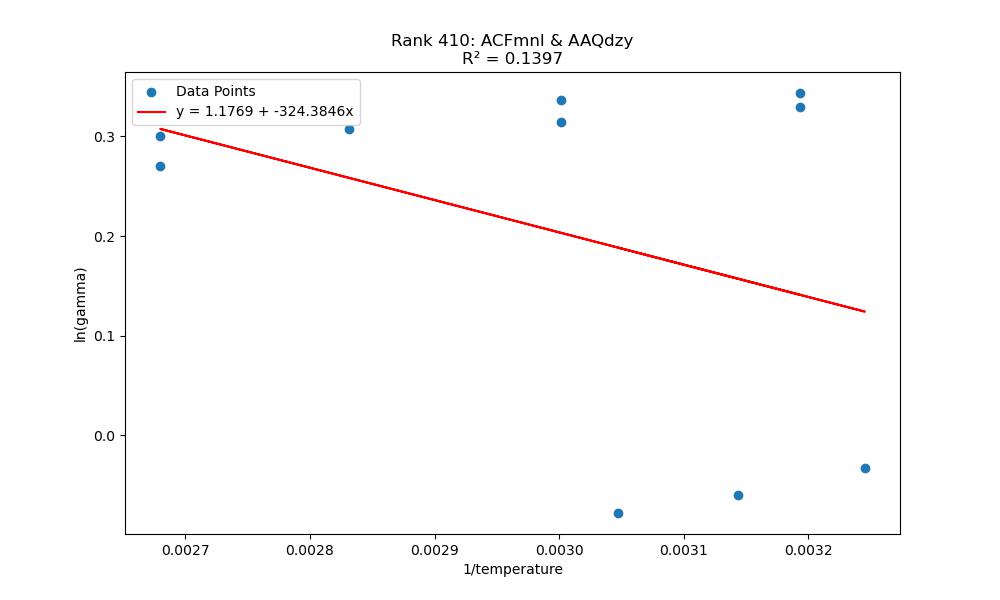 Rank 410: ACFmnl & AAQdzy
R² = 0.1397
Data Points
y = 1.1769 + -324.3846x
ln(gamma)
0.3
0.2
0.1
0.0
0.0027
0.0028
0.0029
0.0030
0.0031
0.0032
1/temperature